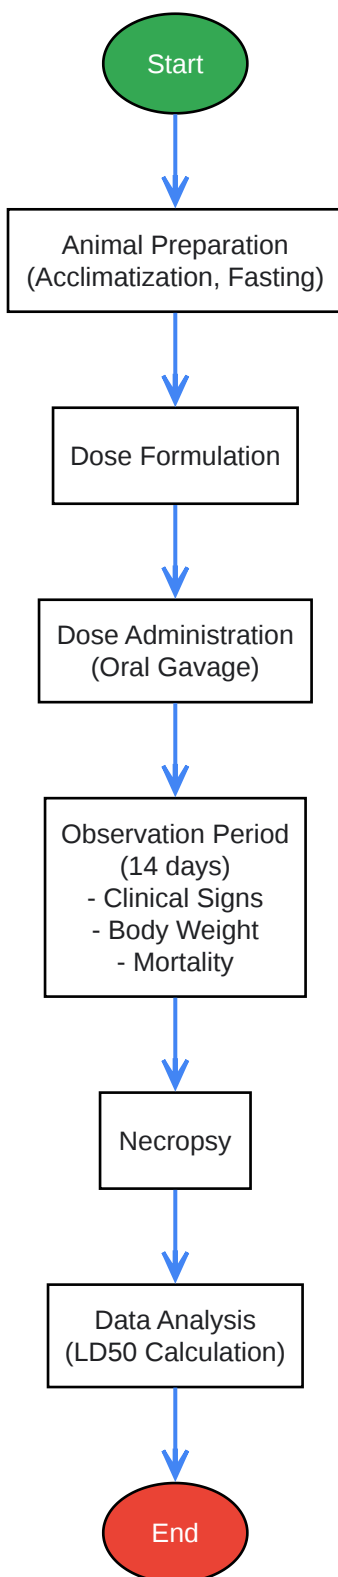 Start
Animal Preparation
(Acclimatization, Fasting)
Dose Formulation
Dose Administration
(Oral Gavage)
Observation Period
(14 days)
- Clinical Signs
- Body Weight
- Mortality
Necropsy
Data Analysis
(LD50 Calculation)
End